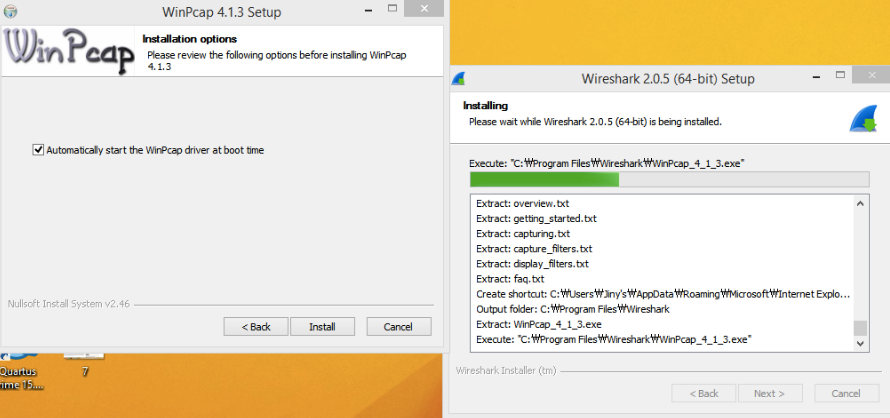 WinPcap 4.1.3 Setup
WinPcap
Installation options
Please review the following options before installing WinPcap
4.1.3
Automatically start the WinPcap driver at boot time
Nullsoft Install System v2.46
< Back
Install
Cancel
Quartus
rime 15....
7
Wireshark 2.0.5 (64-bit) Setup
Installing
Please wait while Wireshark 2.0.5 (64-bit) is being installed.
Execute: "C:₩Program Files₩Wireshark₩WinPcap_4_1_3.exe"
Extract: overview.txt
Extract: getting_started.txt
Extract: capturing.txt
Extract: capture_filters.txt
Extract: display_filters.txt
Extract: faq.txt
Create shortcut: C:₩Users₩Jiny's₩AppData₩Roaming₩Microsoft₩Internet Explo...
Output folder: C:₩Program Files₩Wireshark
Extract: WinPcap_4_1_3.exe
Execute: "C:₩Program Files₩Wireshark₩WinPcap_4_1_3.exe"
Wireshark Installer (tm)
< Back
Next >
Cancel